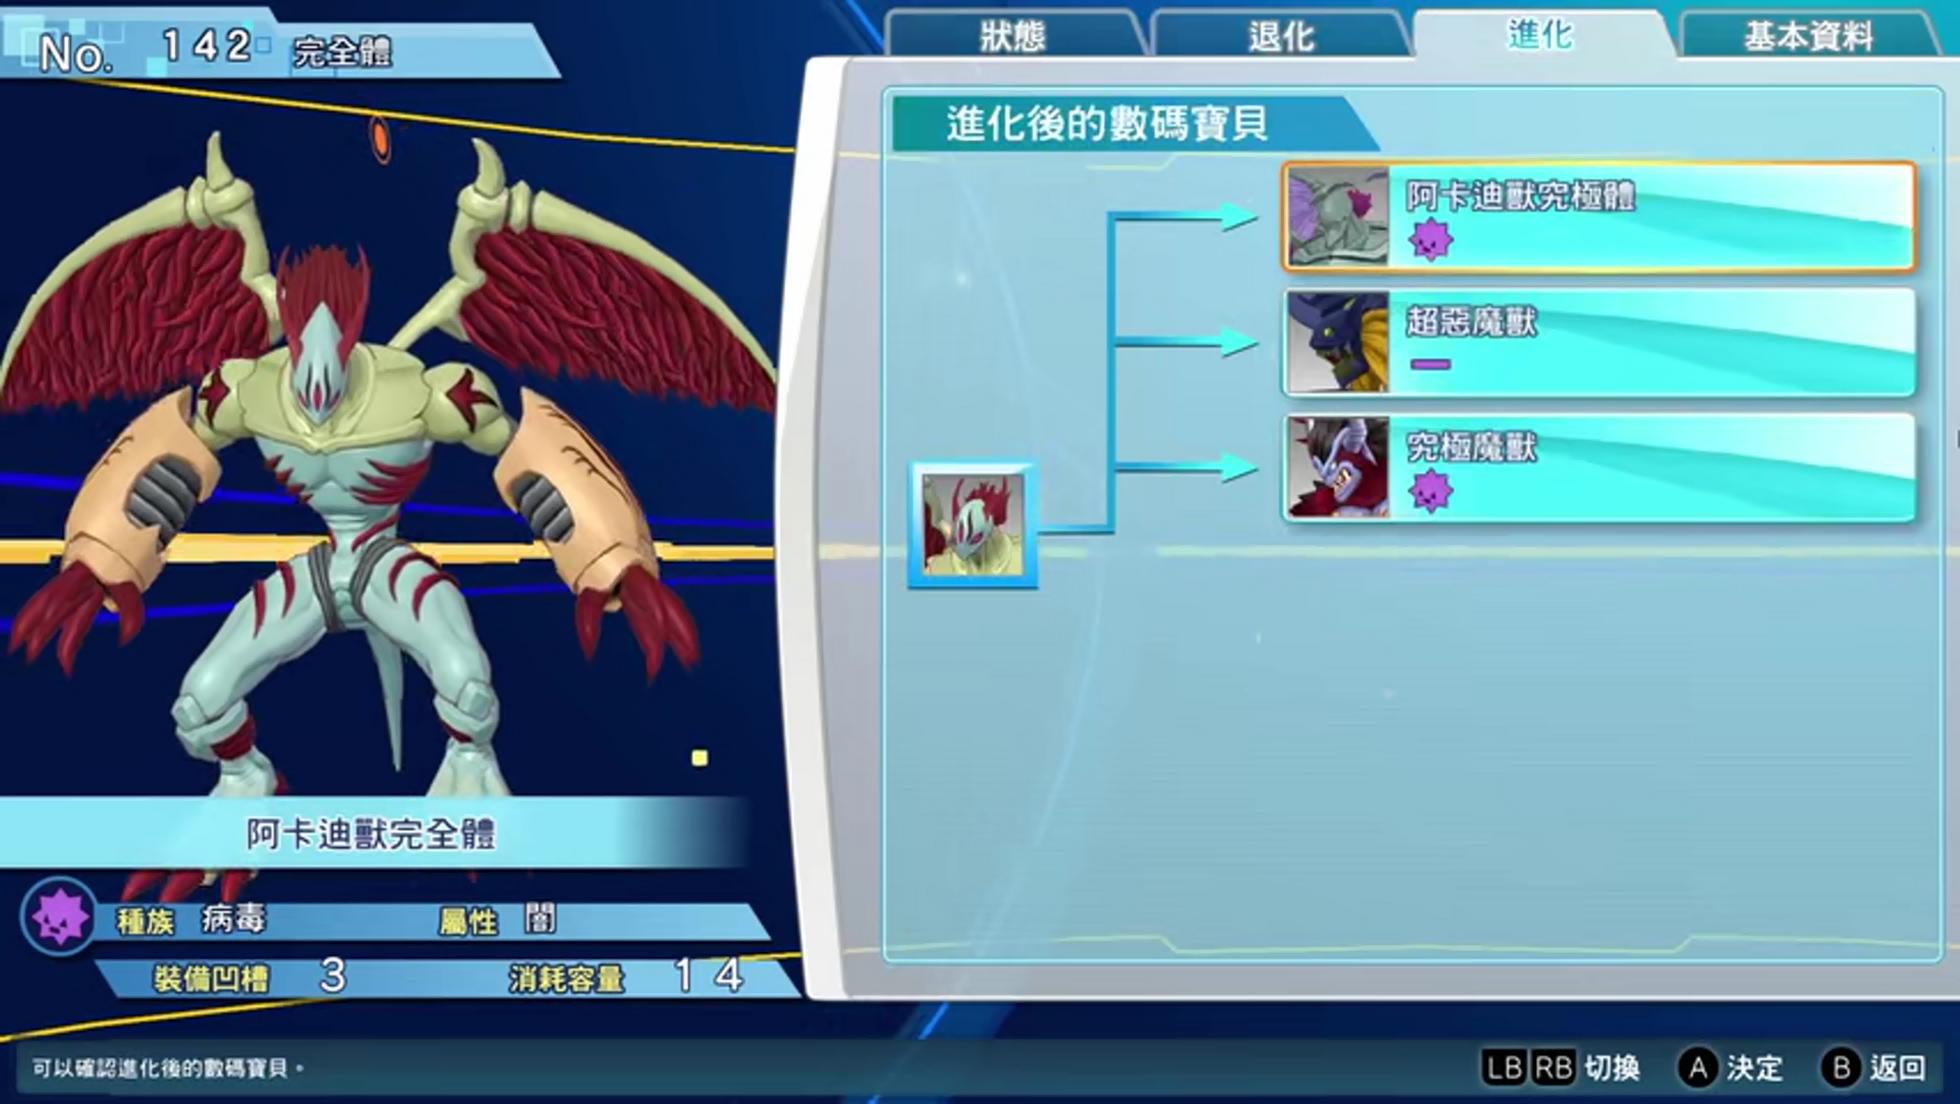 No. 142 完全體
狀態 退化 進化 基本資料
進化後的數碼寶貝
阿卡迪獸究極體
超惡魔獸
究極魔獸
阿卡迪獸完全體
種族 病毒 屬性 闇
裝備凹槽 3 消耗容量 14
可以確認進化後的數碼寶貝。
LB RB 切換 A 決定 B 返回